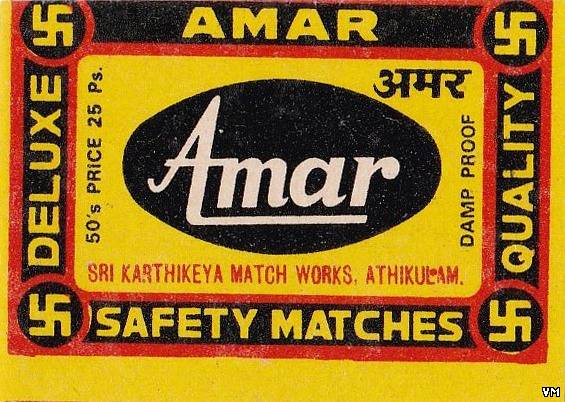 AMAR
अमर
DELUXE
50's PRICE 25 Ps.
Amar
DAMP PROOF
QUALITY
SRI KARTHIKEYA MATCH WORKS, ATHIKULAM.
SAFETY MATCHES
VM